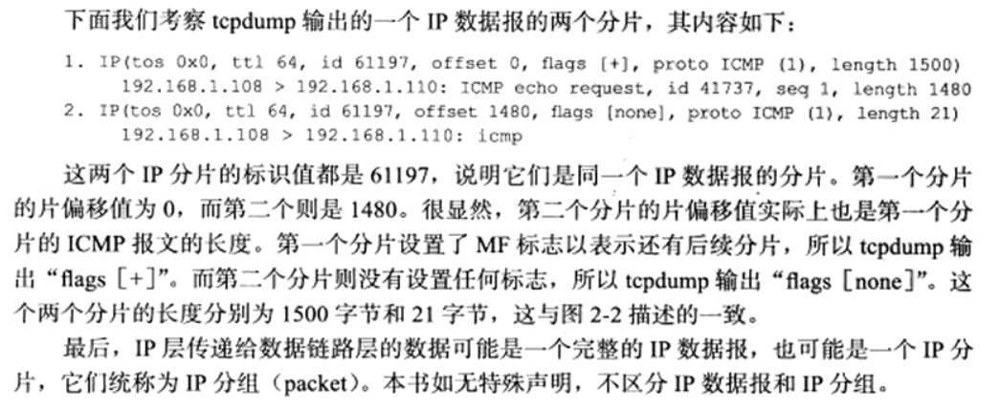 下面我们考察 tcpdump 输出的一个 IP 数据报的两个分片，其内容如下：
1. IP(tos 0x0, ttl 64, id 61197, offset 0, flags [+], proto ICMP (1), length 1500)
192.168.1.108 > 192.168.1.110: ICMP echo request, id 41737, seq 1, length 1480
2. IP(tos 0x0, ttl 64, id 61197, offset 1480, flags [none], proto ICMP (1), length 21)
192.168.1.108 > 192.168.1.110: icmp
这两个 IP 分片的标识值都是 61197，说明它们是同一个 IP 数据报的分片。第一个分片
的片偏移值为 0，而第二个则是 1480。很显然，第二个分片的片偏移值实际上也是第一个分
片的 ICMP 报文的长度。第一个分片设置了 MF 标志以表示还有后续分片，所以 tcpdump 输
出“flags [+]”。而第二个分片则没有设置任何标志，所以 tcpdump 输出“flags [none]”。这
个两个分片的长度分别为 1500 字节和 21 字节，这与图 2-2 描述的一致。
最后，IP 层传递给数据链路层的数据可能是一个完整的 IP 数据报，也可能是一个 IP 分
片，它们统称为 IP 分组（packet）。本书如无特殊声明，不区分 IP 数据报和 IP 分组。